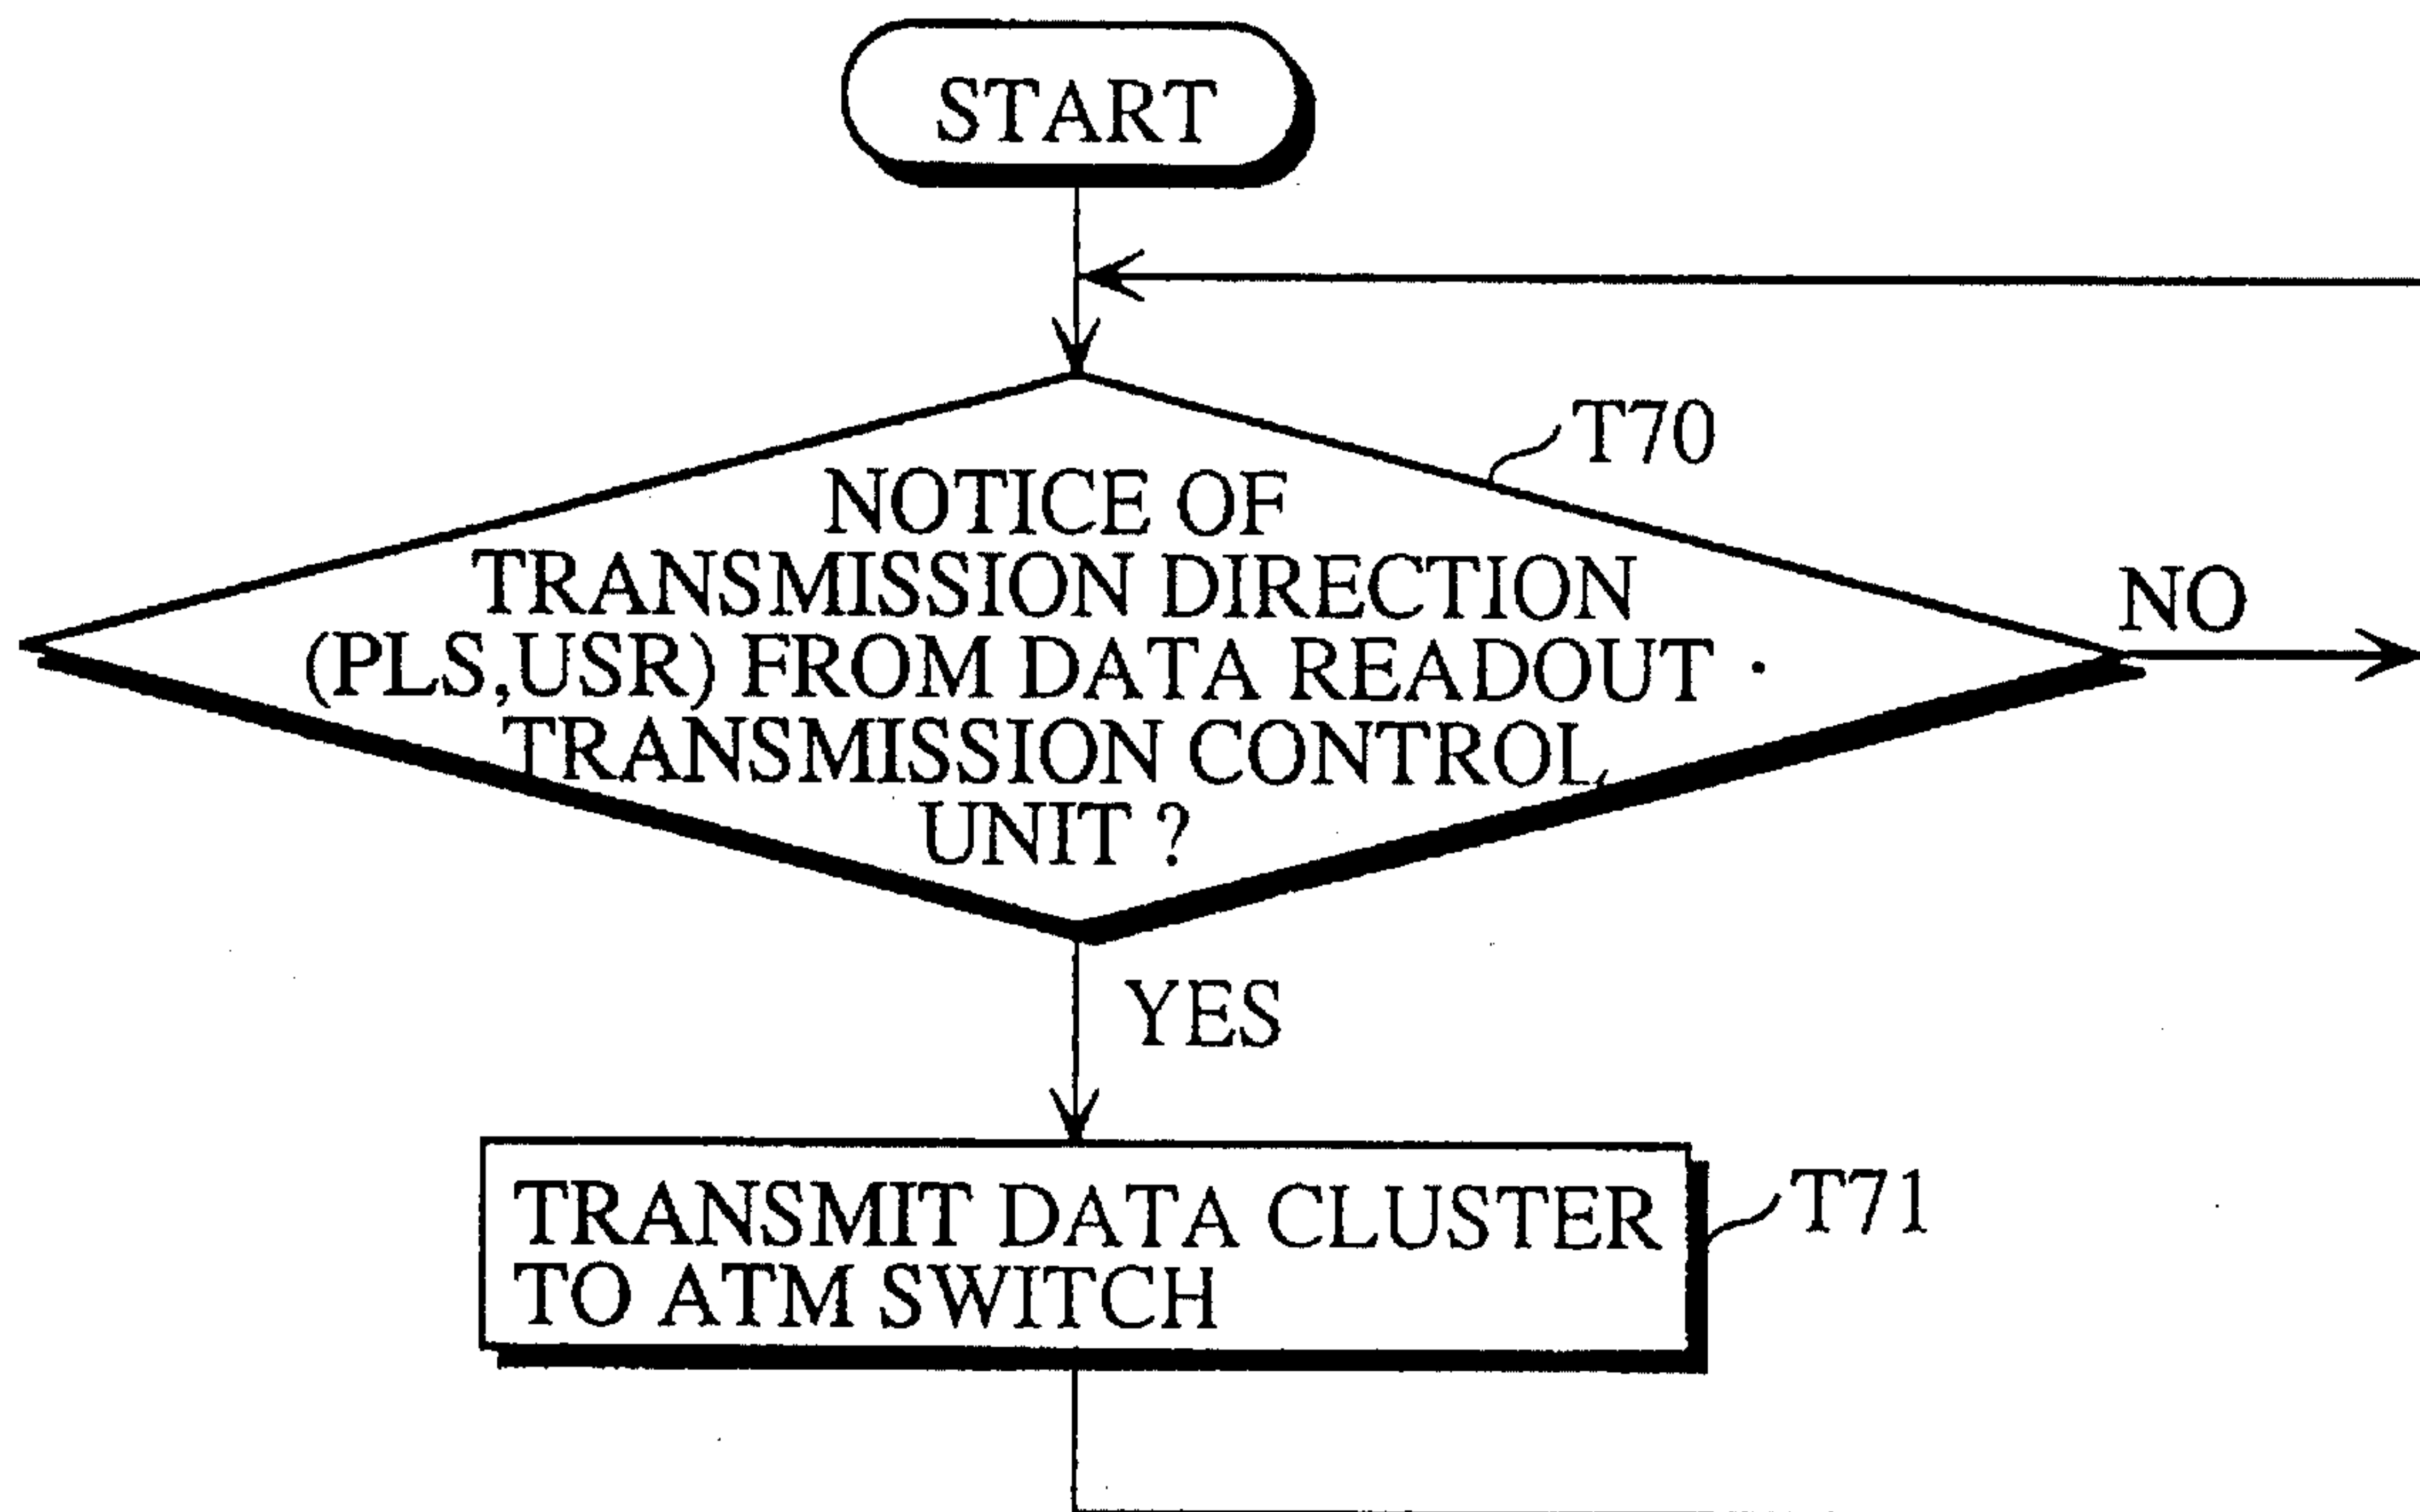 START
T70
NOTICE OF
TRANSMISSION DIRECTION
(PLS,USR) FROM DATA READOUT ·
TRANSMISSION CONTROL
UNIT ?
NO
YES
TRANSMIT DATA CLUSTER
TO ATM SWITCH
T71